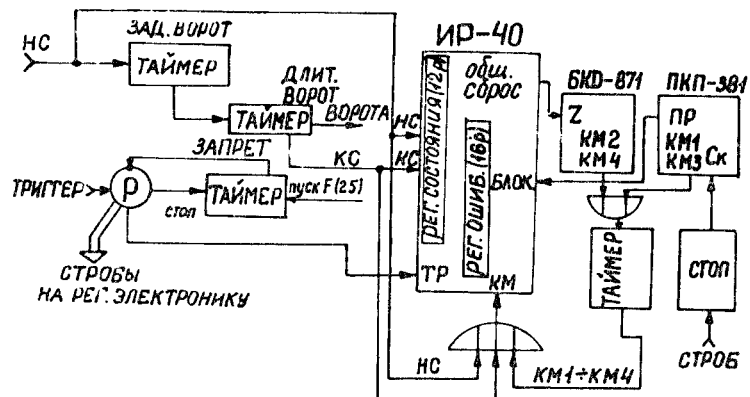 НС
ЗАД. ВОРОТ
ТАЙМЕР
ДЛИТ.
ВОРОТ
ТАЙМЕР
ВОРОТА
КС
ЗАПРЕТ
ТРИГГЕР
Р
СТОП
ТАЙМЕР
ПУСК F(25)
СТРОБЫ
НА РЕГ. ЭЛЕКТРОНИКУ
ИР-40
РЕГ. СОСТОЯНИЯ (12р)
ОБЩ.
СБРОС
НС
КС
РЕГ. ОШИБ. (16р)
БЛОК
ТР
КМ
БКД-871
Z
КМ2
КМ4
ПКП-381
ПР
КМ1
КМ3
Ск
ТАЙМЕР
СТОП
СТРОБ
НС
КМ1÷КМ4